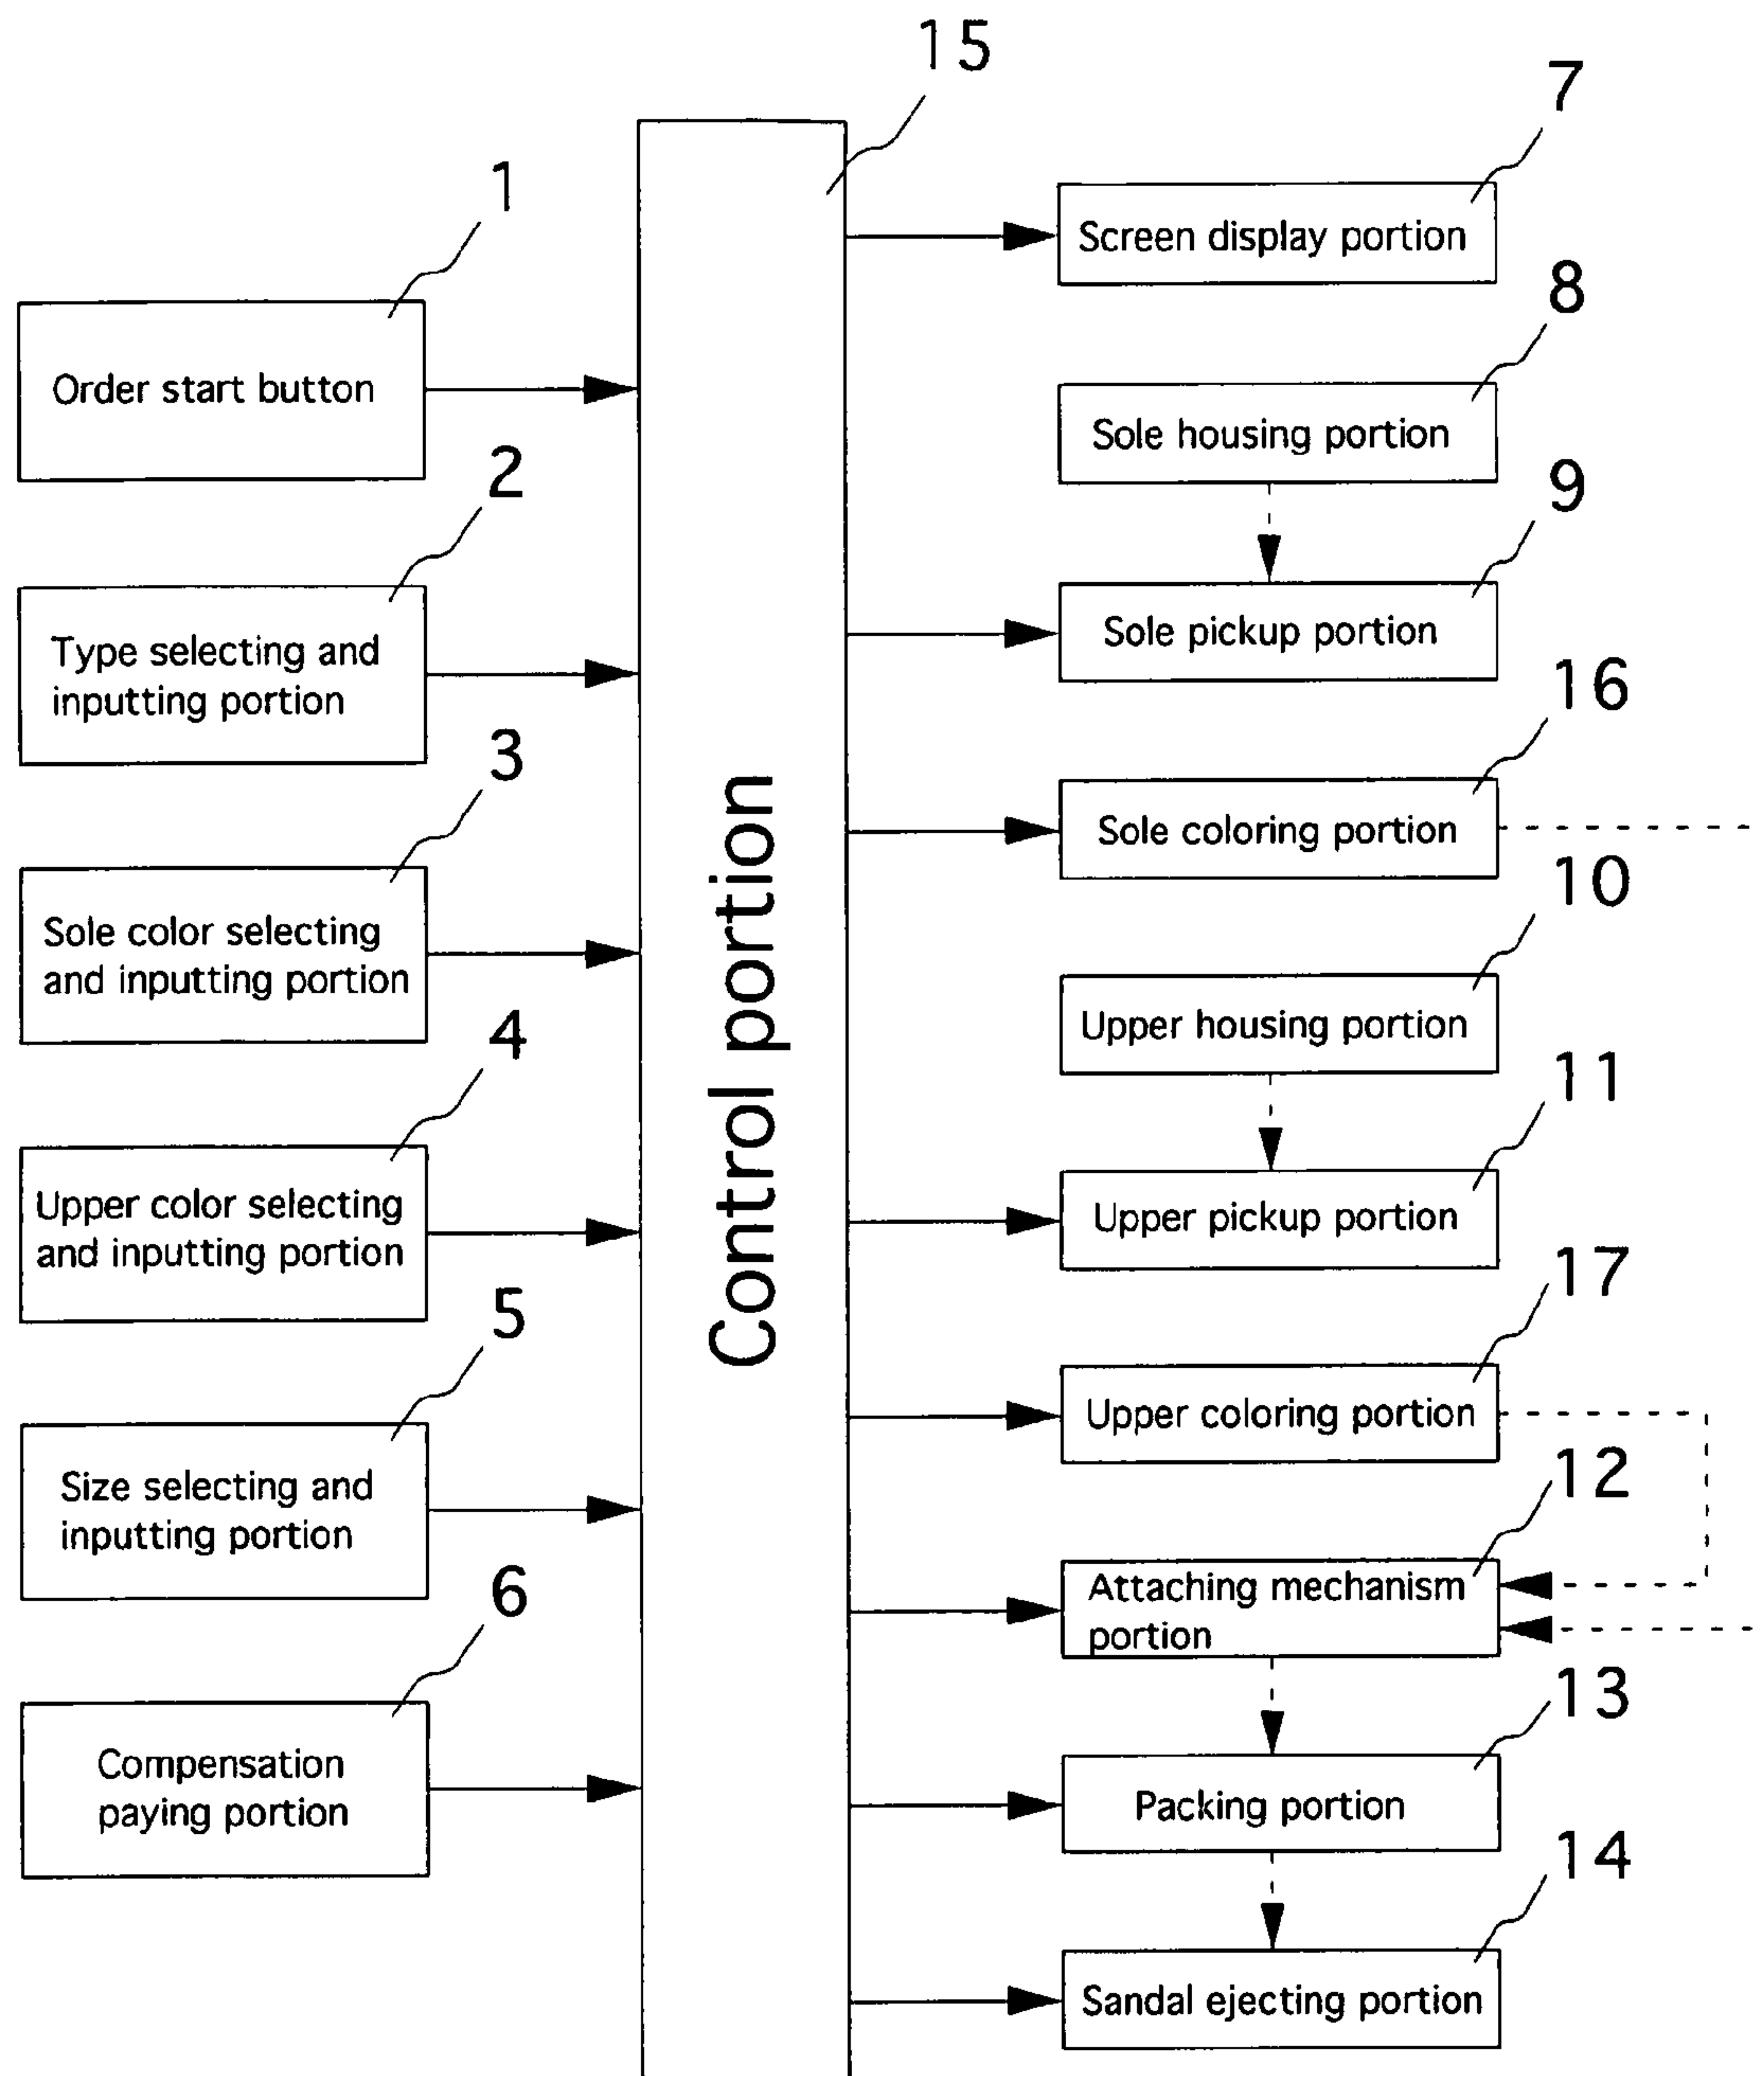 15
7
Screen display portion
1
Order start button
8
Sole housing portion
2
Type selecting and
inputting portion
9
Sole pickup portion
16
Sole coloring portion
3
Sole color selecting
and inputting portion
Control portion
10
Upper housing portion
4
Upper color selecting
and inputting portion
11
Upper pickup portion
17
Upper coloring portion
5
Size selecting and
inputting portion
12
Attaching mechanism
portion
6
Compensation
paying portion
13
Packing portion
14
Sandal ejecting portion